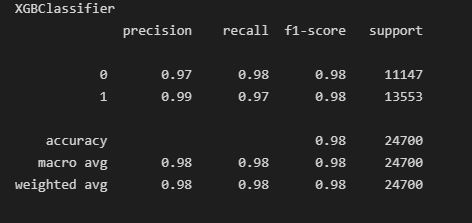 XGBClassifier
precision recall f1-score support
0 0.97 0.98 0.98 11147
1 0.99 0.97 0.98 13553
accuracy 0.98 24700
macro avg 0.98 0.98 0.98 24700
weighted avg 0.98 0.98 0.98 24700